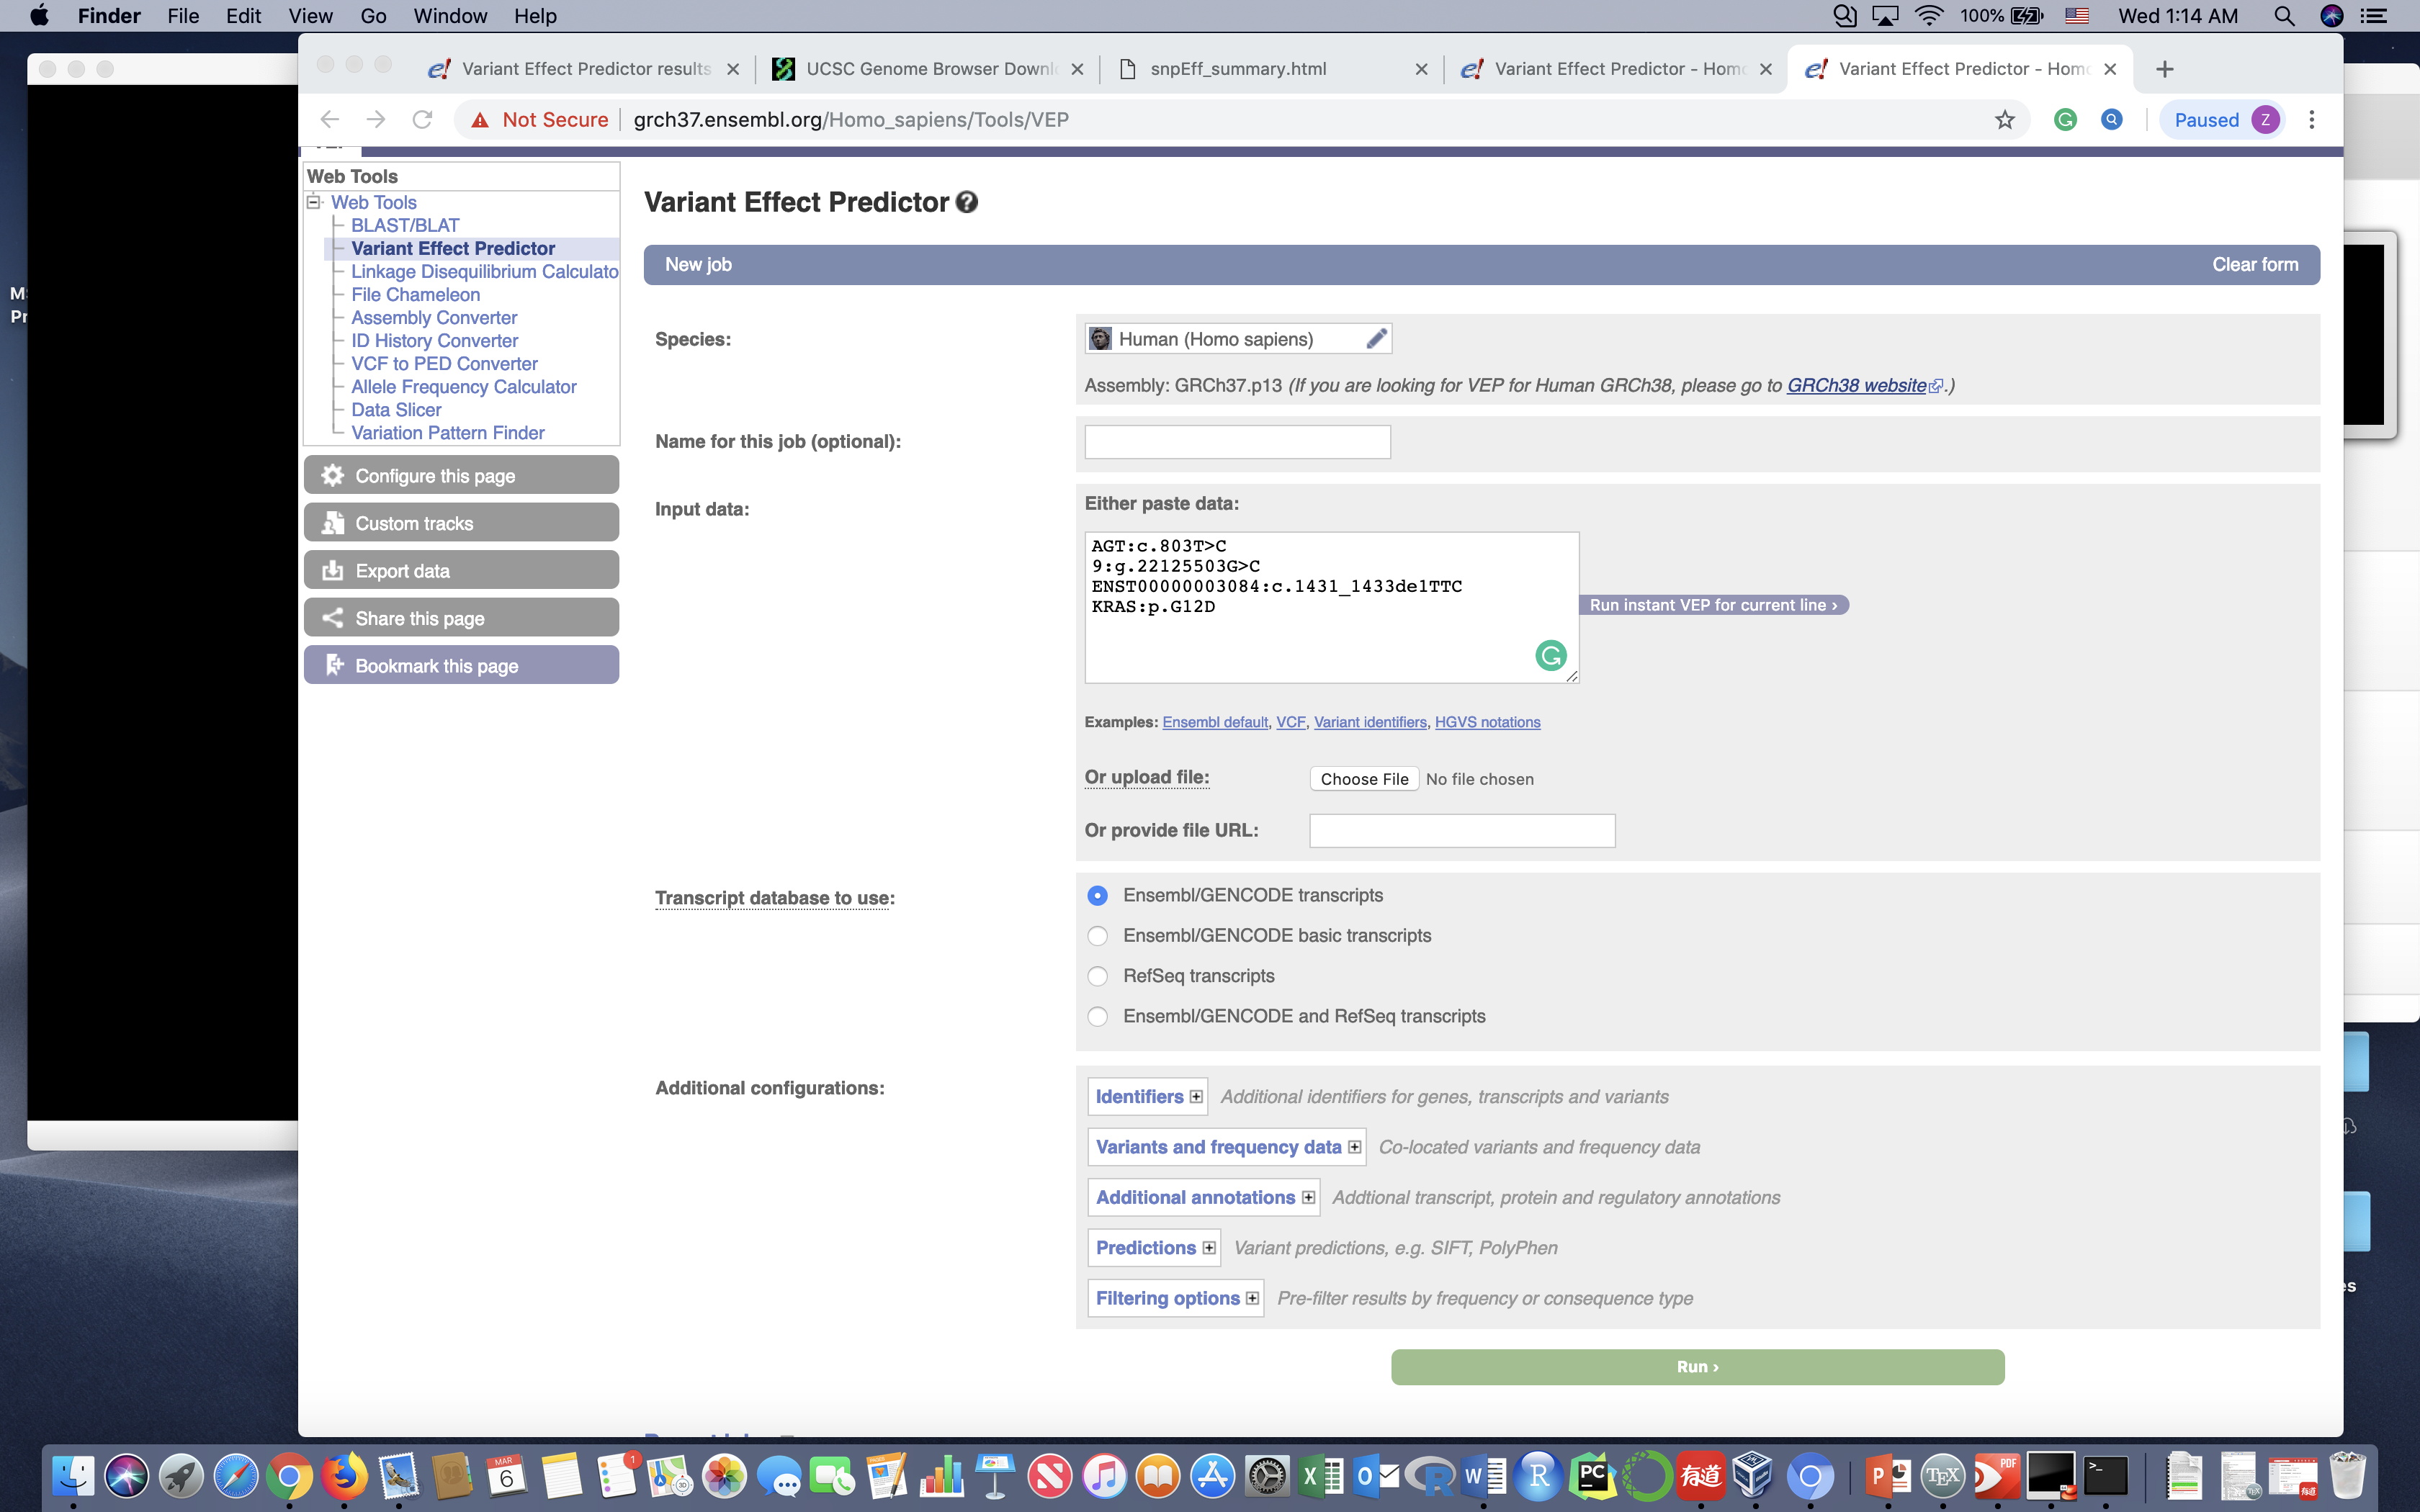 Finder File Edit View Go Window Help 100% Wed 1:14 AM
Variant Effect Predictor results UCSC Genome Browser Downl snpEff_summary.html Variant Effect Predictor - Homo Variant Effect Predictor - Homo
Not Secure grch37.ensembl.org/Homo_sapiens/Tools/VEP Paused Z
Web Tools
Web Tools
BLAST/BLAT
Variant Effect Predictor
Linkage Disequilibrium Calculato
File Chameleon
Assembly Converter
ID History Converter
VCF to PED Converter
Allele Frequency Calculator
Data Slicer
Variation Pattern Finder
Configure this page
Custom tracks
Export data
Share this page
Bookmark this page
Variant Effect Predictor
New job Clear form
Species: Human (Homo sapiens)
Assembly: GRCh37.p13 (If you are looking for VEP for Human GRCh38, please go to GRCh38 website.)
Name for this job (optional):
Input data: Either paste data:
AGT:c.803T>C
9:g.22125503G>C
ENST00000003084:c.1431_1433delTTC
KRAS:p.G12D
Run instant VEP for current line ›
Examples: Ensembl default, VCF, Variant identifiers, HGVS notations
Or upload file: Choose File No file chosen
Or provide file URL:
Transcript database to use: Ensembl/GENCODE transcripts
Ensembl/GENCODE basic transcripts
RefSeq transcripts
Ensembl/GENCODE and RefSeq transcripts
Additional configurations:
Identifiers Additional identifiers for genes, transcripts and variants
Variants and frequency data Co-located variants and frequency data
Additional annotations Addtional transcript, protein and regulatory annotations
Predictions Variant predictions, e.g. SIFT, PolyPhen
Filtering options Pre-filter results by frequency or consequence type
Run ›
MAR
6
1
PC
有道
TEX
PDF